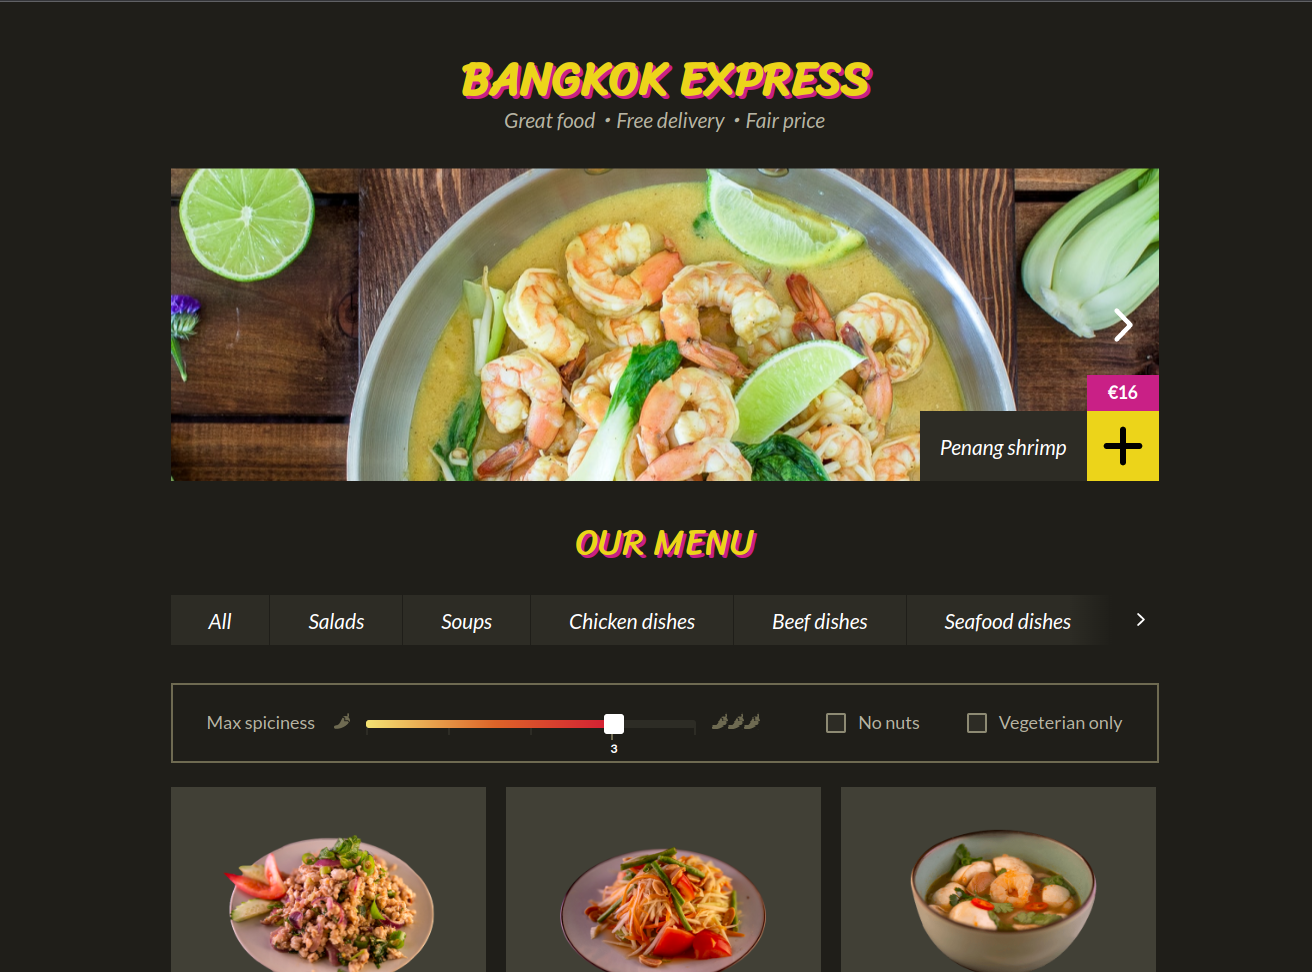 BANGKOK EXPRESS
Great food • Free delivery • Fair price
€16
Penang shrimp
OUR MENU
All Salads Soups Chicken dishes Beef dishes Seafood dishes
Max spiciness No nuts Vegeterian only
3